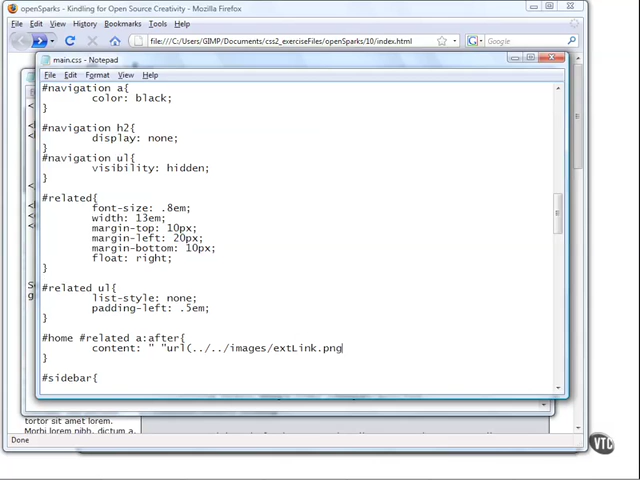 openSparks - Kindling for Open Source Creativity - Mozilla Firefox
File Edit View History Bookmarks Tools Help
file:///C:/Users/GIMP/Documents/css2_exerciseFiles/openSparks/10/index.html
Google
main.css - Notepad
File Edit Format View Help
#navigation a{
color: black;
}
#navigation h2{
display: none;
}
#navigation ul{
visibility: hidden;
}
#related{
font-size: .8em;
width: 13em;
margin-top: 10px;
margin-left: 20px;
margin-bottom: 10px;
float: right;
}
#related ul{
list-style: none;
padding-left: .5em;
}
#home #related a:after{
content: " "url(../../images/extLink.png
}
#sidebar{
tortor sit amet lorem.
Morbi lorem nibh, dictum a,
Done
VTC